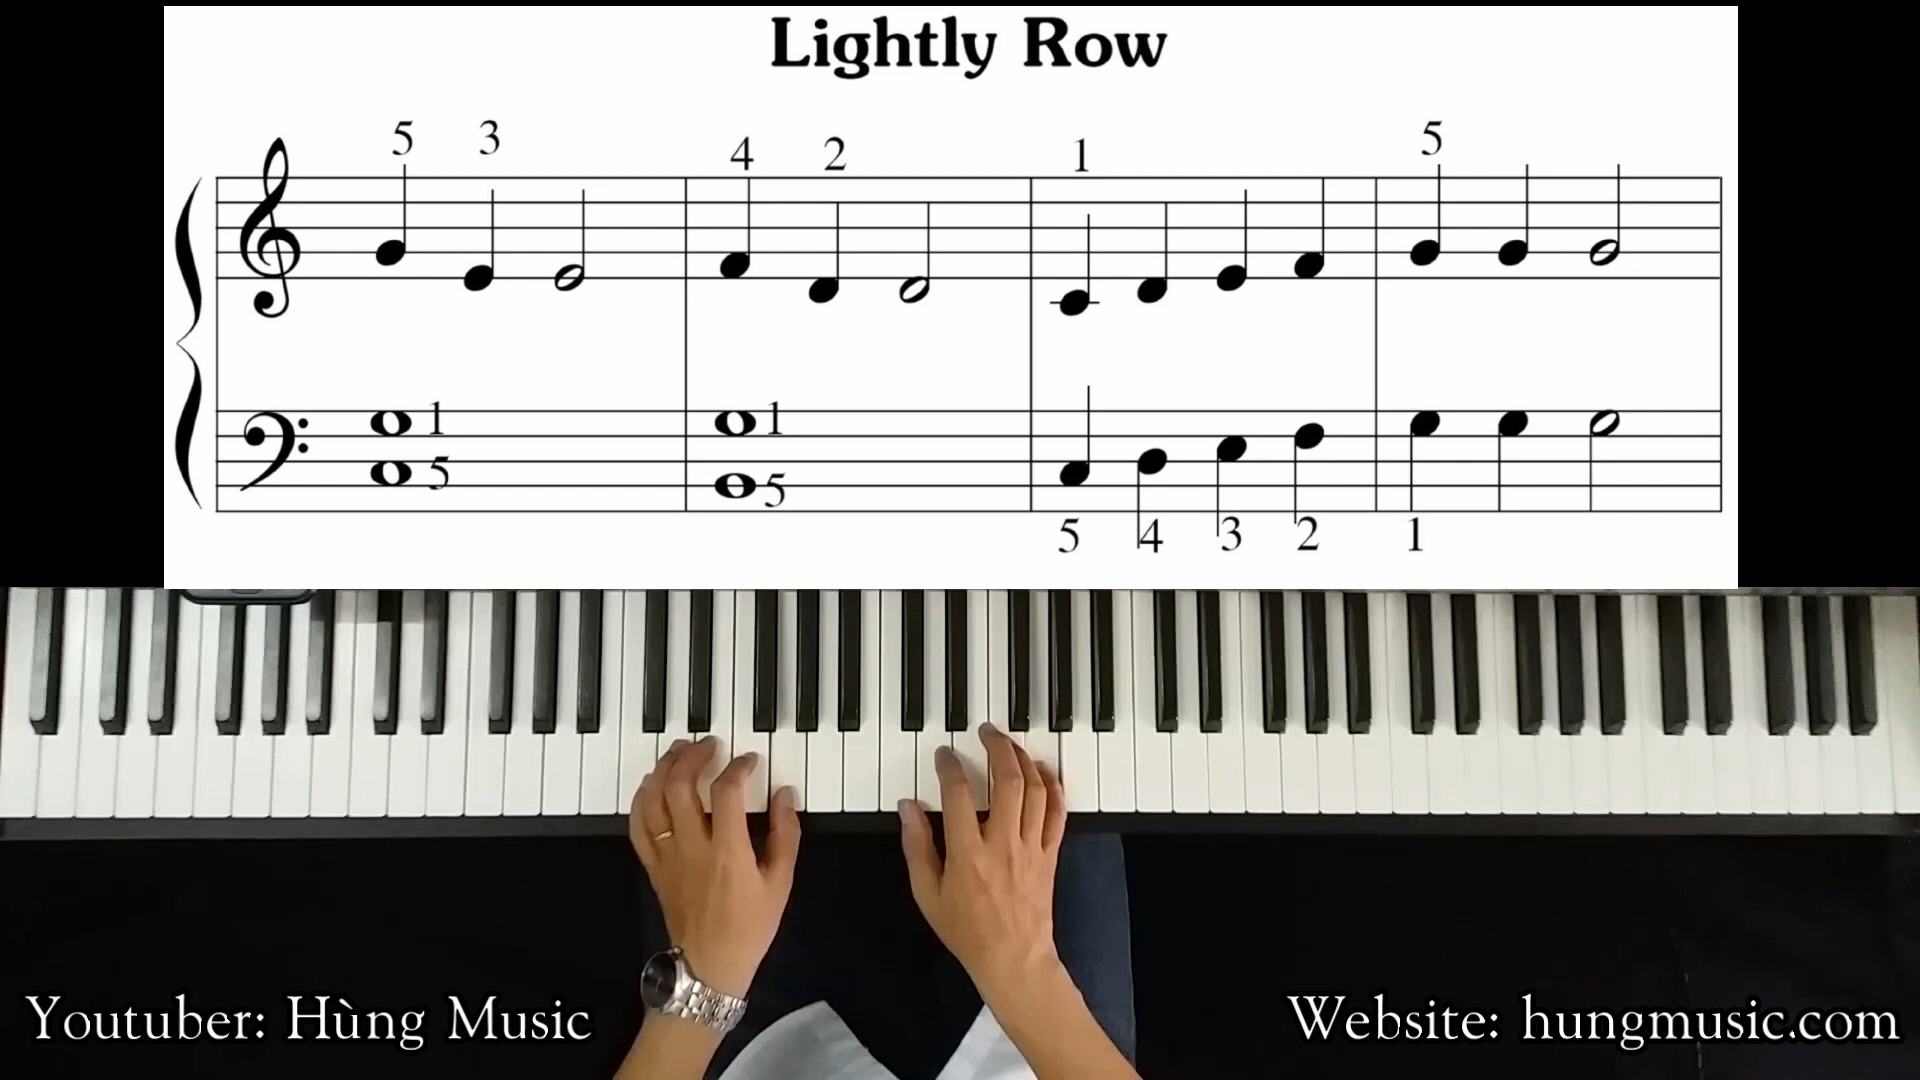 Lightly Row
5 3 4 2 1 5
1 1
5 5
5 4 3 2 1
Youtuber: Hùng Music
Website: hungmusic.com